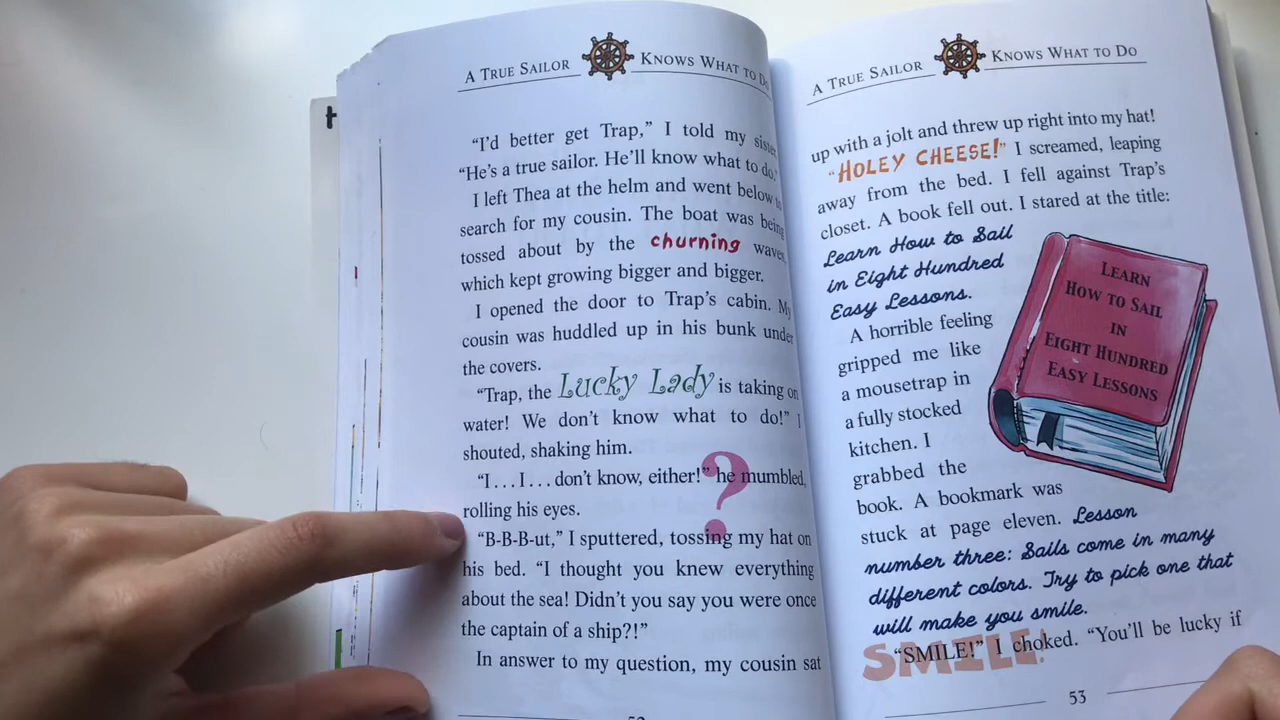 t
A TRUE SAILOR KNOWS WHAT TO DO
“I’d better get Trap,” I told my sister.
“He’s a true sailor. He’ll know what to do.”
I left Thea at the helm and went below to
search for my cousin. The boat was being
tossed about by the churning waves,
which kept growing bigger and bigger.
I opened the door to Trap’s cabin. My
cousin was huddled up in his bunk under
the covers.
“Trap, the Lucky Lady is taking on
water! We don’t know what to do!” I
shouted, shaking him.
“I . . . I . . . don’t know, either!” he mumbled,
rolling his eyes.
?
“B-B-B-ut,” I sputtered, tossing my hat on
his bed. “I thought you knew everything
about the sea! Didn’t you say you were once
the captain of a ship?!”
In answer to my question, my cousin sat
A TRUE SAILOR KNOWS WHAT TO DO
up with a jolt and threw up right into my hat!
“HOLEY CHEESE!” I screamed, leaping
away from the bed. I fell against Trap’s
closet. A book fell out. I stared at the title:
Learn How to Sail
in Eight Hundred
Easy Lessons.
A horrible feeling
gripped me like
a mousetrap in
a fully stocked
kitchen. I
grabbed the
book. A bookmark was
stuck at page eleven. Lesson
number three: Sails come in many
different colors. Try to pick one that
will make you smile.
“SMILE!” I choked. “You’ll be lucky if
SMILE!
53
LEARN
HOW TO SAIL
IN
EIGHT HUNDRED
EASY LESSONS